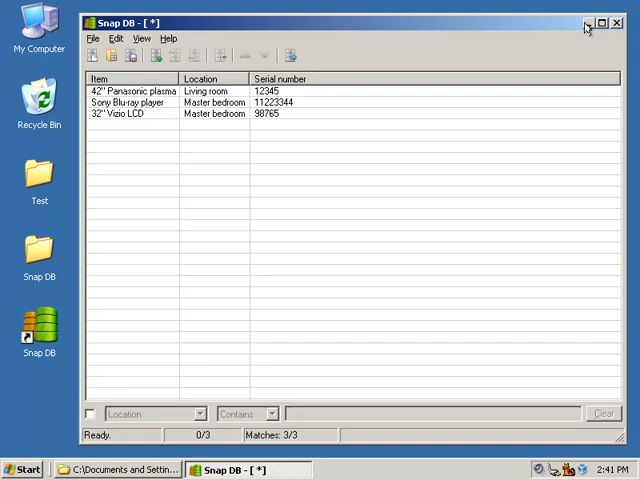 My Computer
Recycle Bin
Test
Snap DB
Snap DB
Snap DB - [ *]
File Edit View Help
Item Location Serial number
42" Panasonic plasma Living room 12345
Sony Blu-ray player Master bedroom 11223344
32" Vizio LCD Master bedroom 98765
Location Contains Clear
Ready. 0/3 Matches: 3/3
Start C:\Documents and Settin... Snap DB - [ *] 2:41 PM